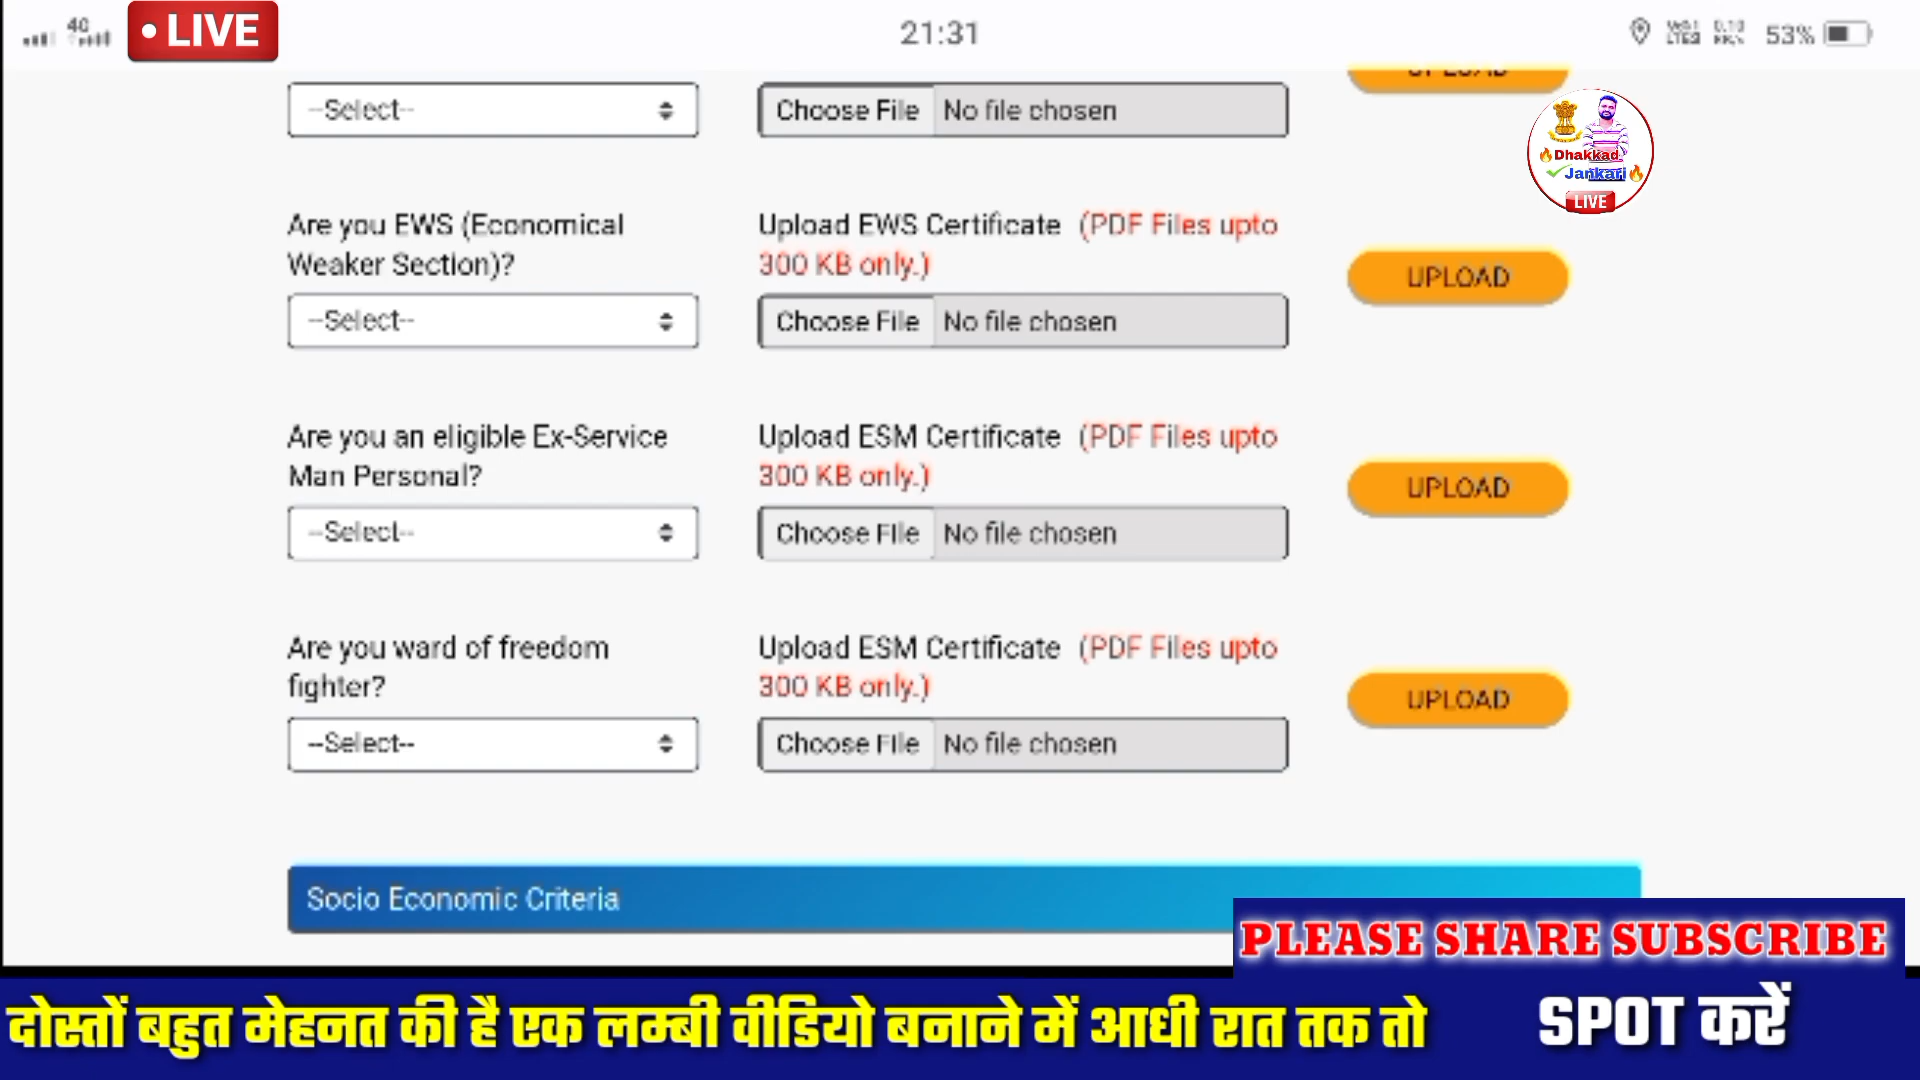 4G
• LIVE
21:31
53%
UPLOAD
--Select--
Choose File No file chosen
🔥Dhakkad
Jankari🔥
LIVE
Are you EWS (Economical
Weaker Section)?
Upload EWS Certificate (PDF Files upto
300 KB only.)
UPLOAD
--Select--
Choose File No file chosen
Are you an eligible Ex-Service
Man Personal?
Upload ESM Certificate (PDF Files upto
300 KB only.)
UPLOAD
--Select--
Choose File No file chosen
Are you ward of freedom
fighter?
Upload ESM Certificate (PDF Files upto
300 KB only.)
UPLOAD
--Select--
Choose File No file chosen
Socio Economic Criteria
PLEASE SHARE SUBSCRIBE
दोस्तों बहुत मेहनत की है एक लम्बी वीडियो बनाने में आधी रात तक तो SPOT करें